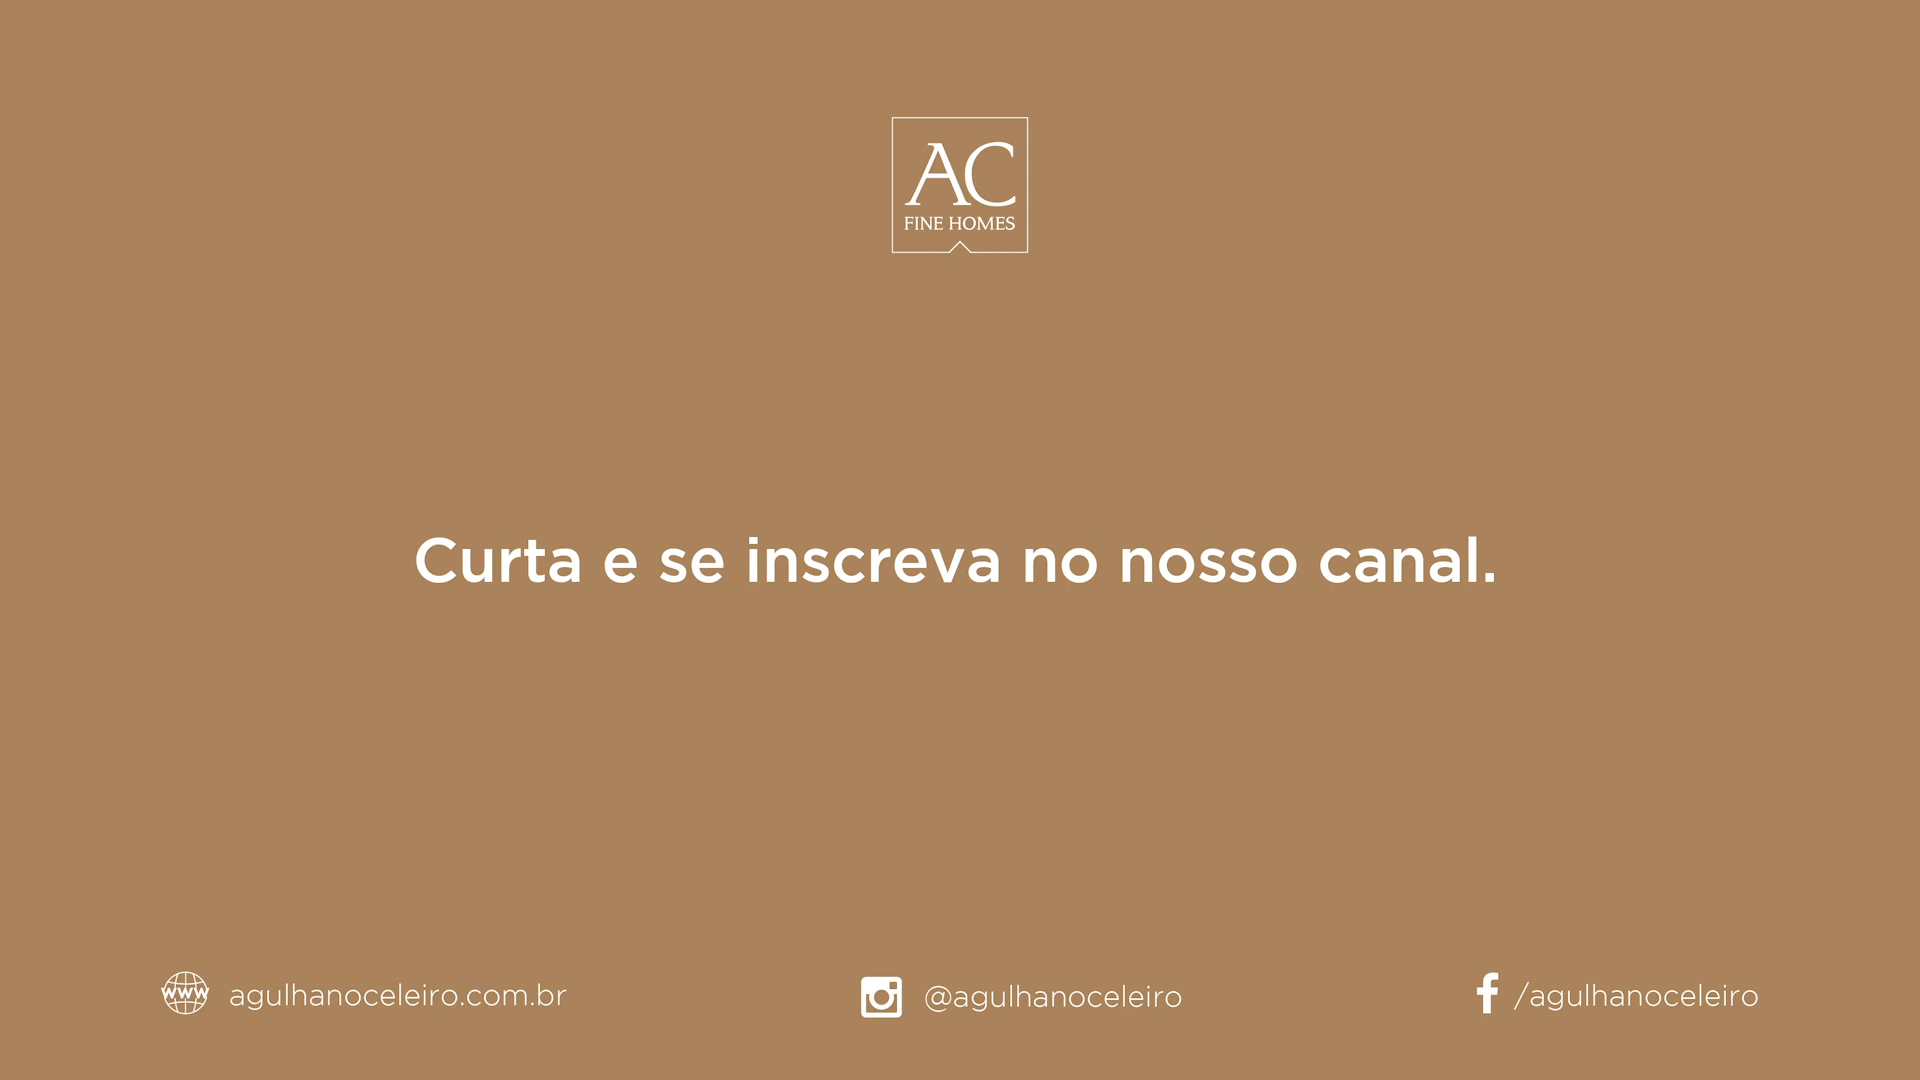 AC
FINE HOMES
Curta e se inscreva no nosso canal.
www agulhanoceleiro.com.br
@agulhanoceleiro
f /agulhanoceleiro